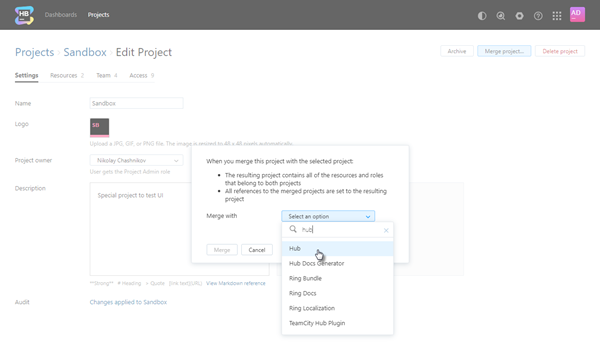 HB
Dashboards
Projects
AD
Projects › Sandbox › Edit Project
Archive
Merge project...
Delete project
Settings
Resources 2
Team 4
Access 9
Name
Sandbox
Logo
SB
Upload a JPG, GIF, or PNG file. The image is resized to 48 x 48 pixels automatically.
Project owner
Nikolay Chashnikov
User gets the Project Admin role
Description
Special project to test UI
When you merge this project with the selected project:
• The resulting project contains all of the resources and roles
that belong to both projects
• All references to the merged projects are set to the resulting
project
Merge with
Select an option
hub
Merge
Cancel
Hub
Hub Docs Generator
Ring Bundle
Ring Docs
Ring Localization
TeamCity Hub Plugin
**Strong** # Heading > Quote [link text](URL) View Markdown reference
Audit
Changes applied to Sandbox